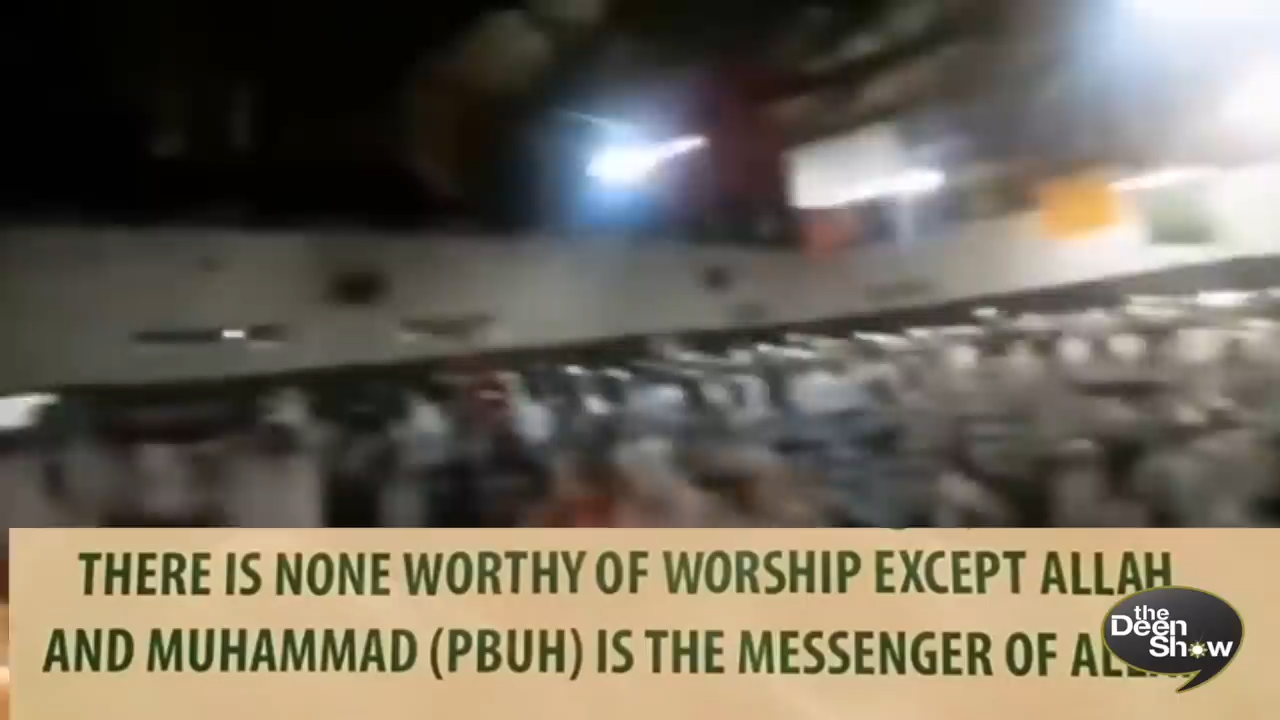 THERE IS NONE WORTHY OF WORSHIP EXCEPT ALLAH
AND MUHAMMAD (PBUH) IS THE MESSENGER OF
the
Deen
Show